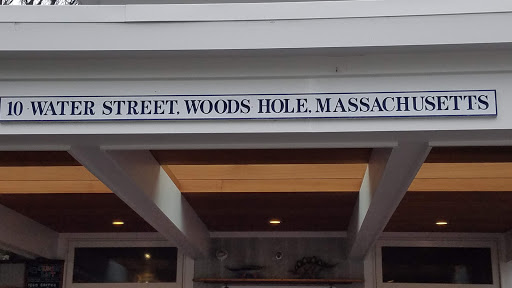 10 WATER STREET, WOODS HOLE, MASSACHUSETTS